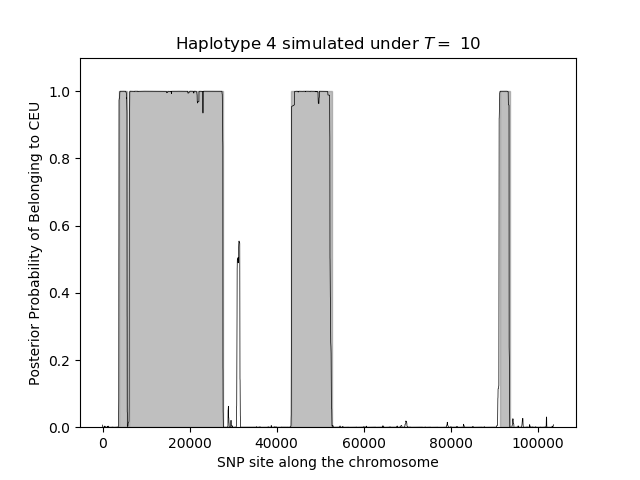 Haplotype 4 simulated under T = 10
Posterior Probability of Belonging to CEU
1.0
0.8
0.6
0.4
0.2
0.0
0 20000 40000 60000 80000 100000
SNP site along the chromosome